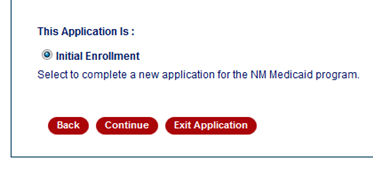 This Application Is :
Initial Enrollment
Select to complete a new application for the NM Medicaid program.
Back Continue Exit Application